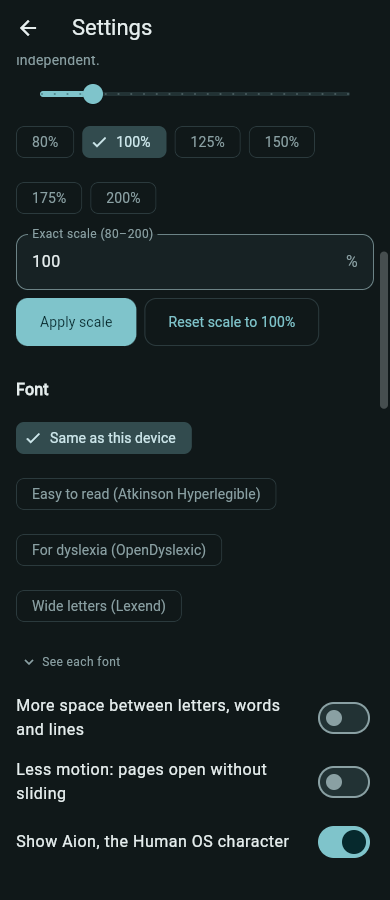 Settings
independent.
80%
100%
125%
150%
175%
200%
Exact scale (80–200)
100 %
Apply scale
Reset scale to 100%
Font
Same as this device
Easy to read (Atkinson Hyperlegible)
For dyslexia (OpenDyslexic)
Wide letters (Lexend)
See each font
More space between letters, words
and lines
Less motion: pages open without
sliding
Show Aion, the Human OS character